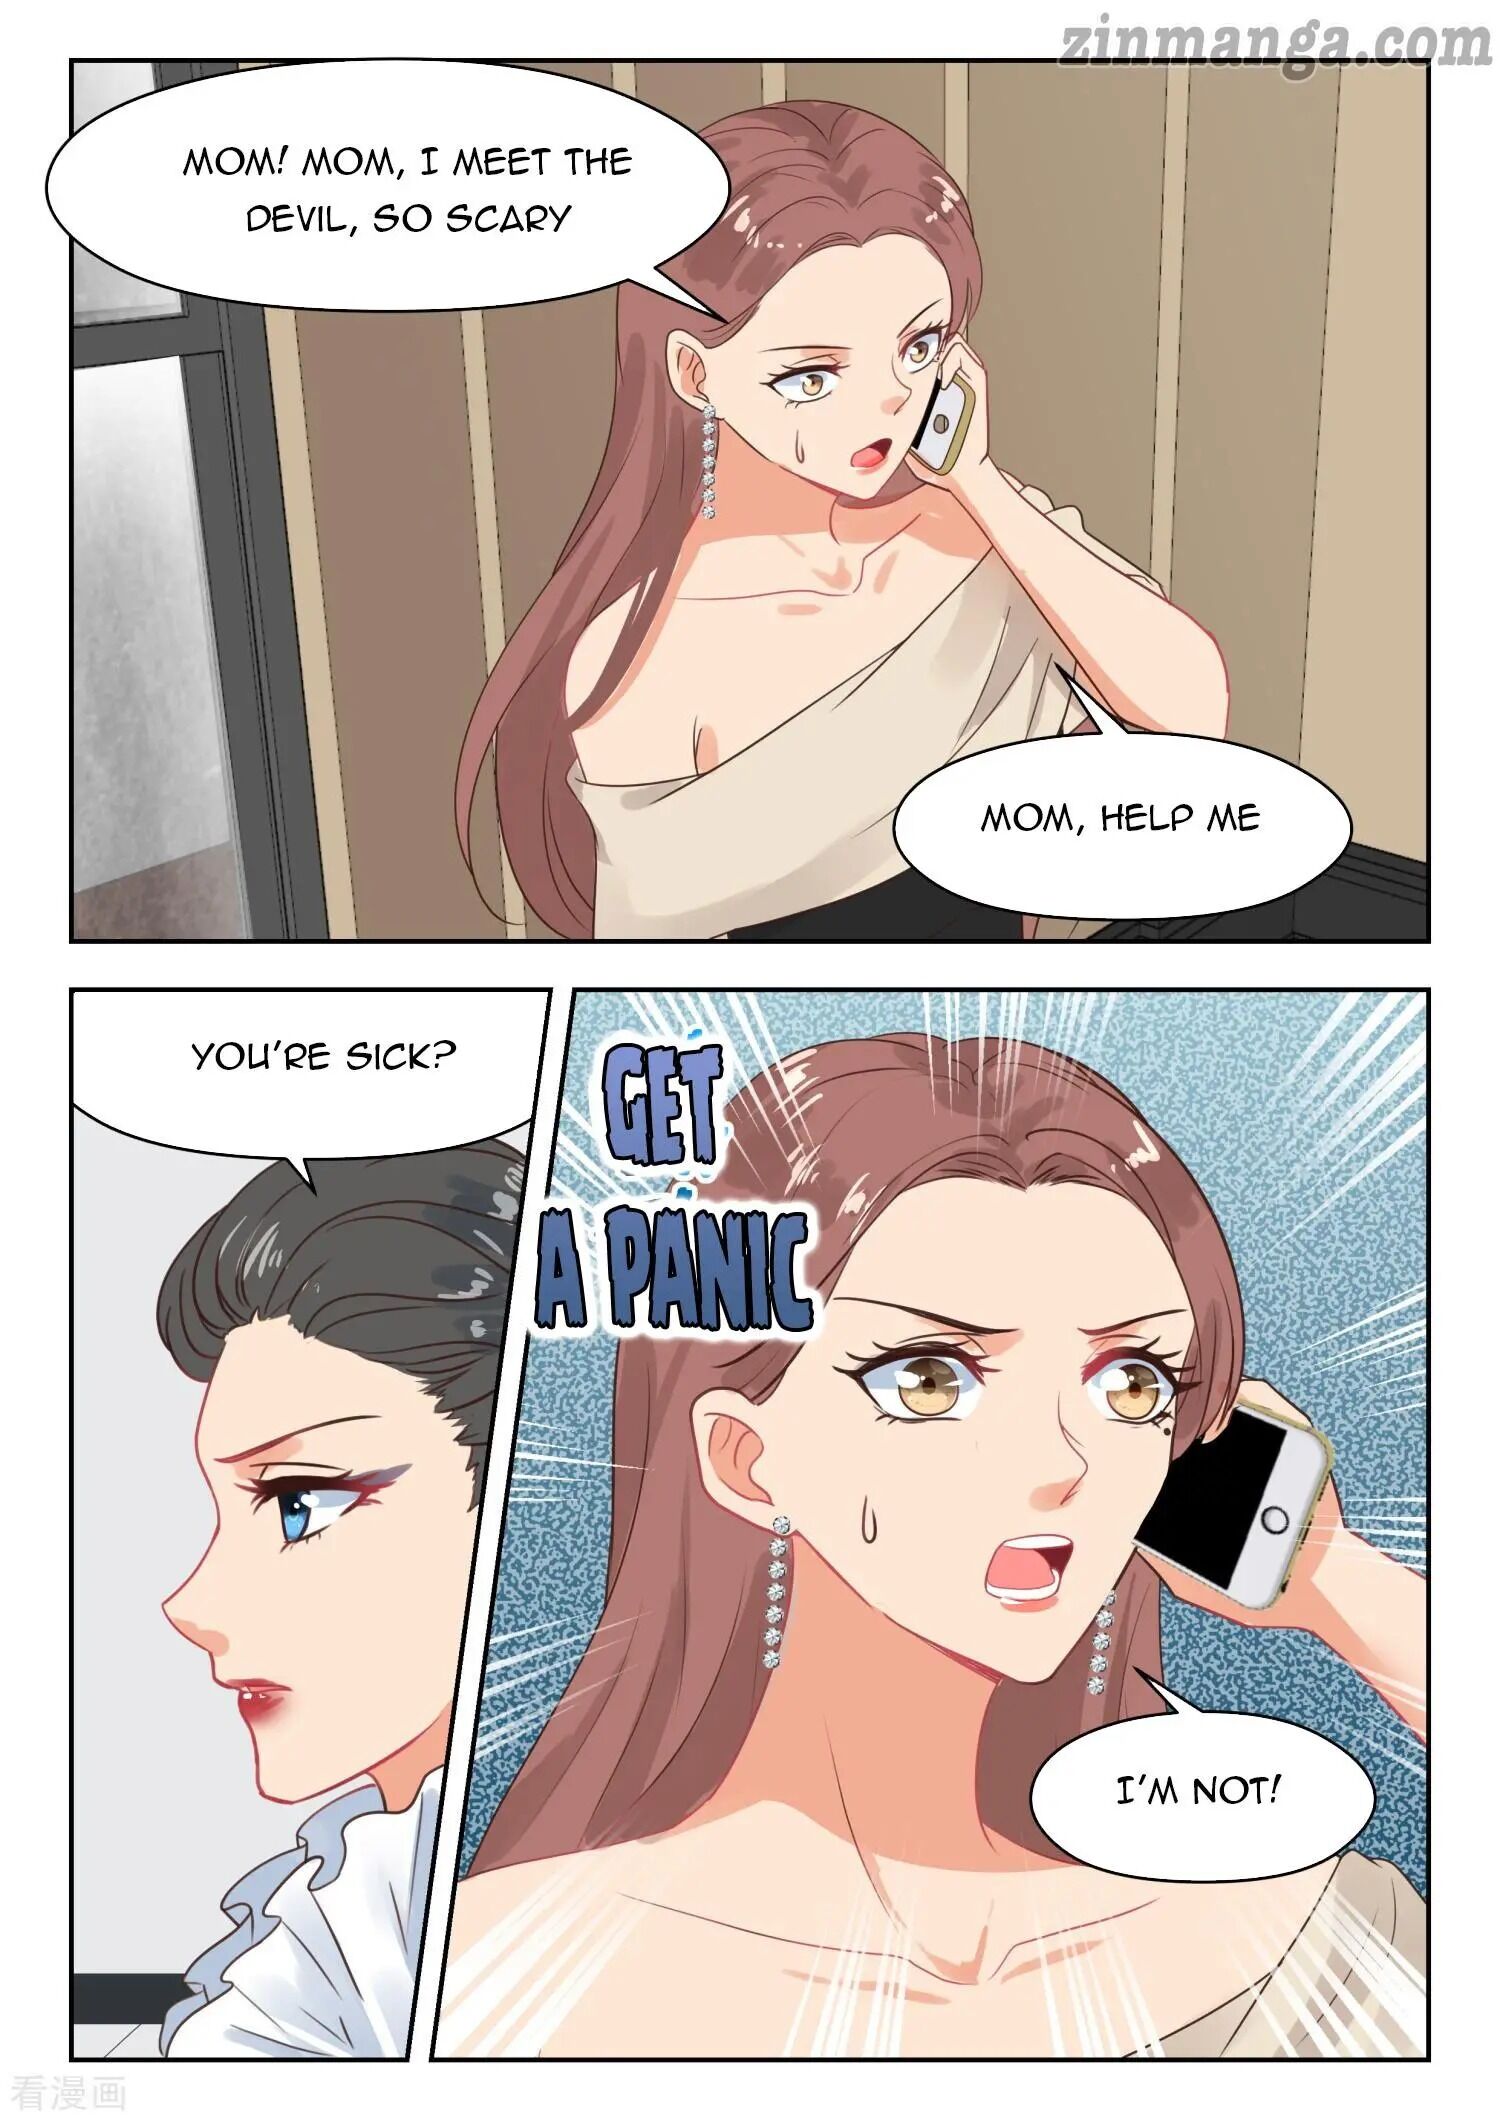 zinmanga.com
MOM! MOM, I MEET THE
DEVIL, SO SCARY
MOM, HELP ME
YOU'RE SICK?
GET
A PANIC
I'M NOT!
看漫画